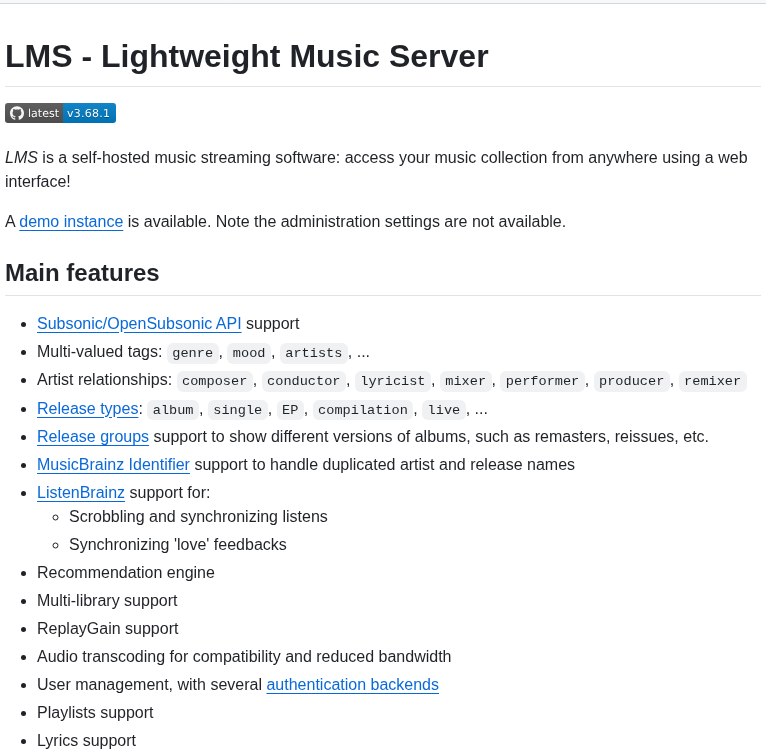 LMS - Lightweight Music Server
latest v3.68.1
LMS is a self-hosted music streaming software: access your music collection from anywhere using a web
interface!
A demo instance is available. Note the administration settings are not available.
Main features
Subsonic/OpenSubsonic API support
Multi-valued tags: genre, mood, artists, ...
Artist relationships: composer, conductor, lyricist, mixer, performer, producer, remixer
Release types: album, single, EP, compilation, live, ...
Release groups support to show different versions of albums, such as remasters, reissues, etc.
MusicBrainz Identifier support to handle duplicated artist and release names
ListenBrainz support for:
Scrobbling and synchronizing listens
Synchronizing 'love' feedbacks
Recommendation engine
Multi-library support
ReplayGain support
Audio transcoding for compatibility and reduced bandwidth
User management, with several authentication backends
Playlists support
Lyrics support